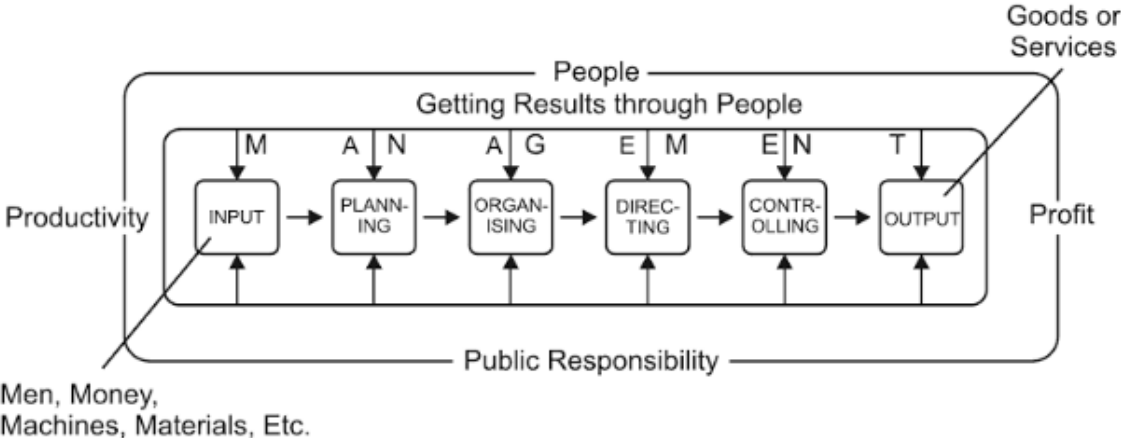 Goods or
Services
People
Getting Results through People
M A N A G E M E N T
Productivity
INPUT
PLANN-
ING
ORGAN-
ISING
DIREC-
TING
CONTR-
OLLING
OUTPUT
Profit
Public Responsibility
Men, Money,
Machines, Materials, Etc.